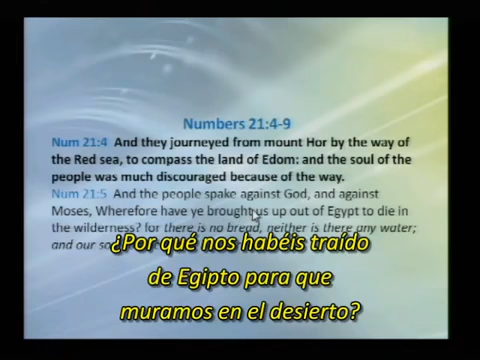 Numbers 21:4-9
Num 21:4 And they journeyed from mount Hor by the way of
the Red sea, to compass the land of Edom: and the soul of the
people was much discouraged because of the way.
Num 21:5 And the people spake against God, and against
Moses, Wherefore have ye brought us up out of Egypt to die in
the wilderness? for there is no bread, neither is there any water;
and our so
¿Por qué nos habéis traído
de Egipto para que
muramos en el desierto?